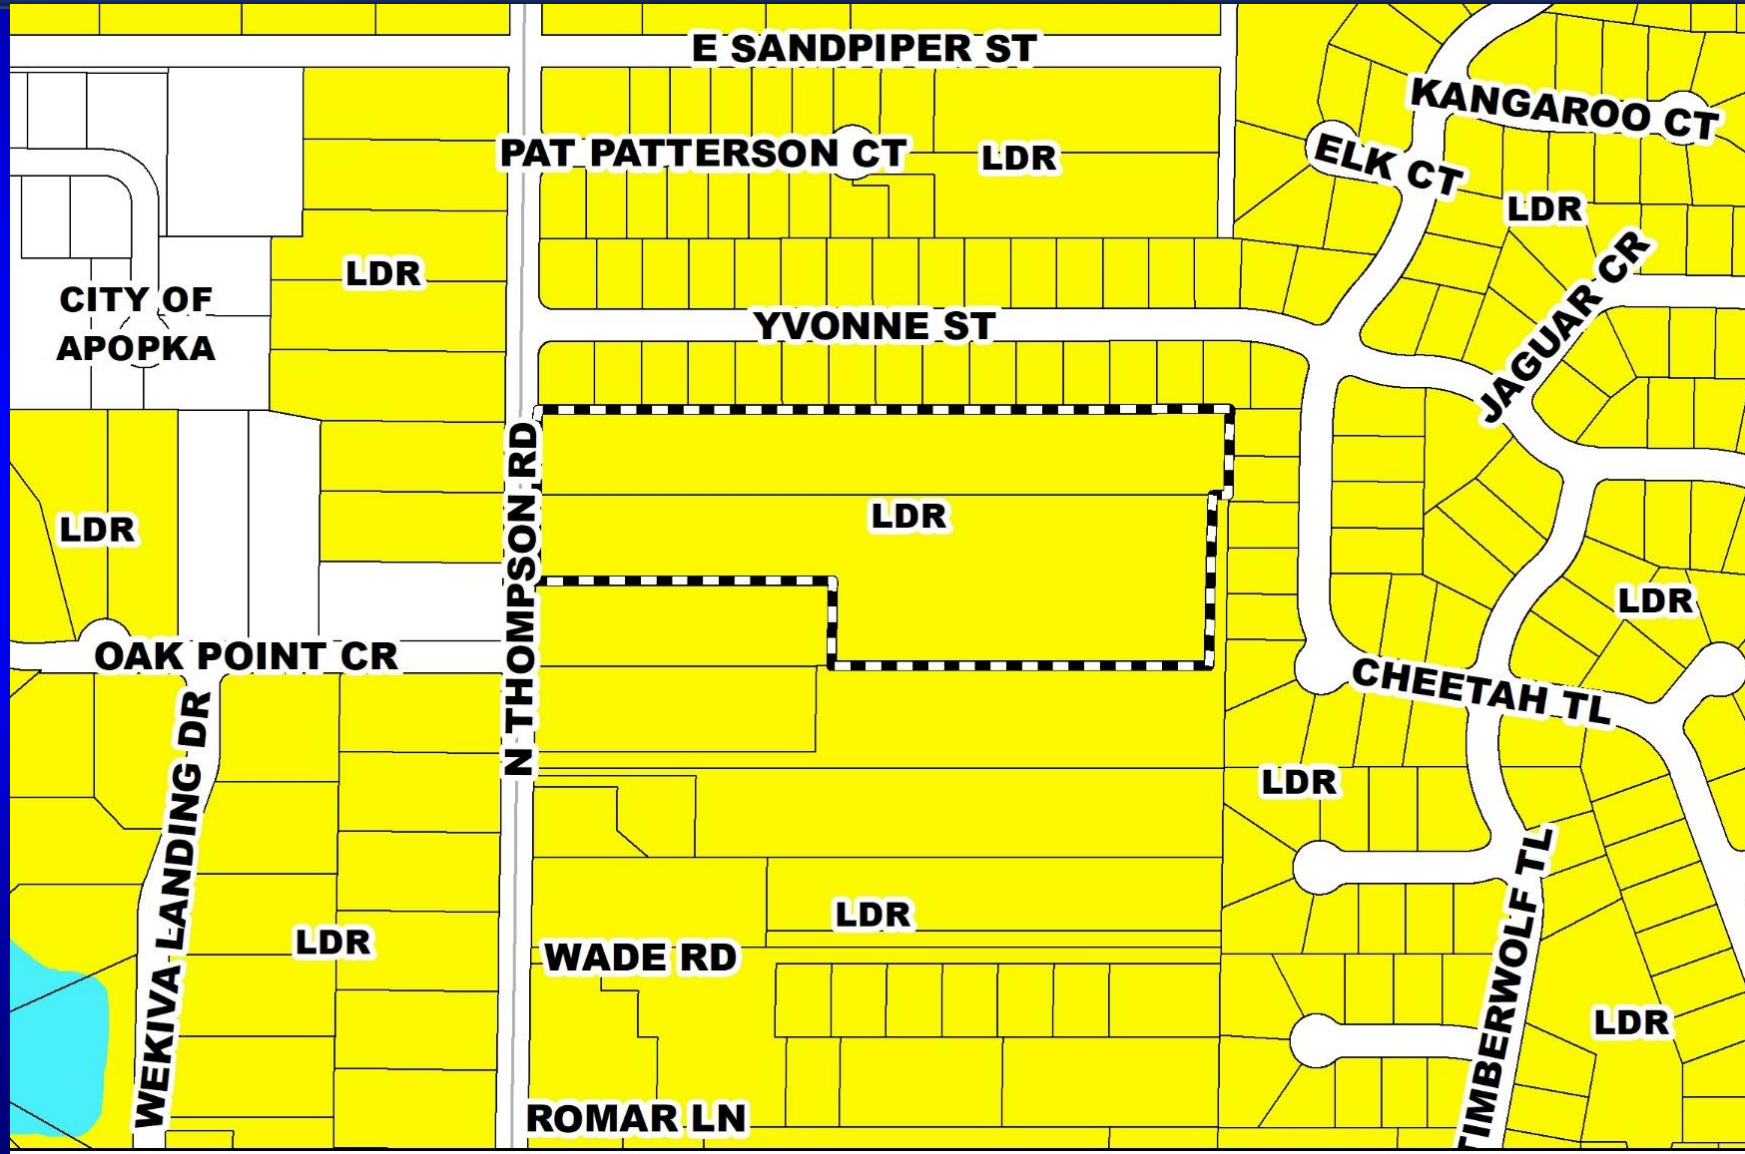 E SANDPIPER ST
KANGAROO CT
PAT PATTERSON CT
LDR
ELK CT
LDR
LDR
JAGUAR CR
CITY OF
APOPKA
YVONNE ST
N THOMPSON RD
LDR
LDR
LDR
OAK POINT CR
CHEETAH TL
WEKIVA LANDING DR
LDR
TIMBERWOLF TL
LDR
LDR
WADE RD
LDR
ROMAR LN